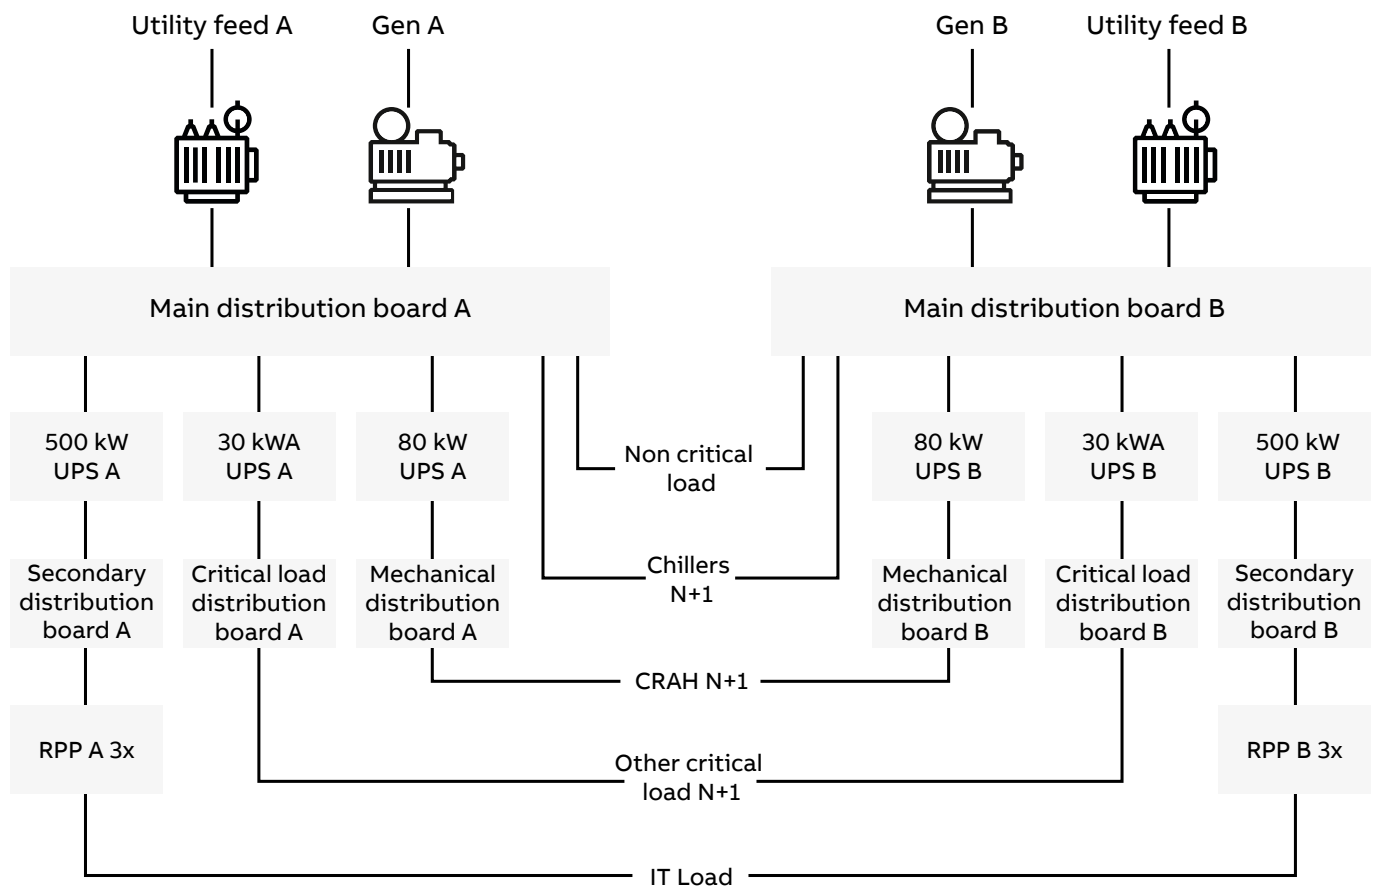 Utility feed A
Gen A
Gen B
Utility feed B
Main distribution board A
Main distribution board B
500 kW
UPS A
30 kWA
UPS A
80 kW
UPS A
Non critical
load
80 kW
UPS B
30 kWA
UPS B
500 kW
UPS B
Secondary
distribution
board A
Critical load
distribution
board A
Mechanical
distribution
board A
Chillers
N+1
Mechanical
distribution
board B
Critical load
distribution
board B
Secondary
distribution
board B
CRAH N+1
RPP A 3x
Other critical
load N+1
RPP B 3x
IT Load